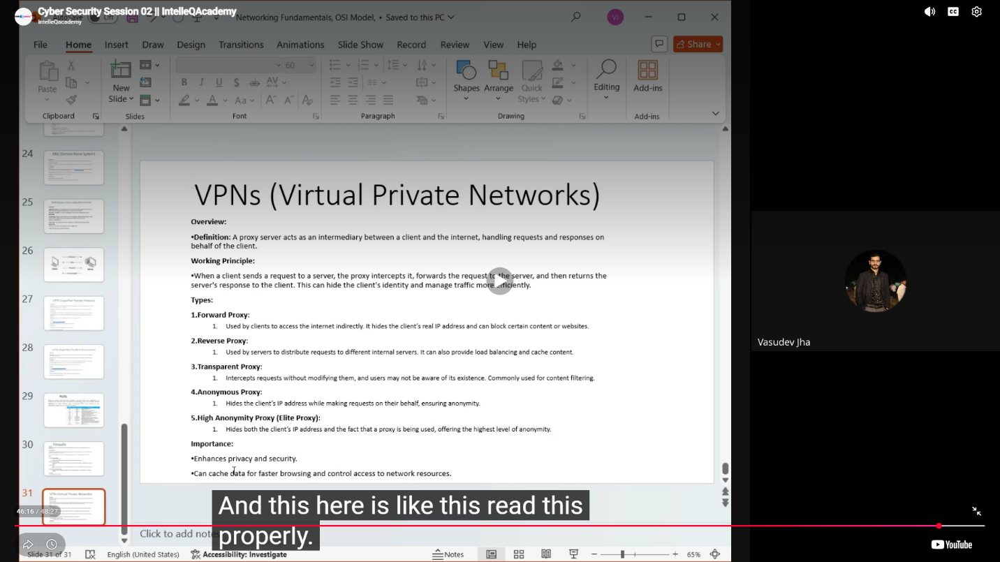 Cyber Security Session 02 || IntelleQAcademy
IntelleQacademy
Off
Networking Fundamentals, OSI Model, • Saved to this PC
VJ
CC
File Home Insert Draw Design Transitions Animations Slide Show Record Review View Help
Share
Paste
New
Slide
60
B I U S ab AV
A Aa A A
Shapes
Arrange
Quick
Styles
Editing
Add-ins
Clipboard
Slides
Font
Paragraph
Drawing
Add-ins
24
25
26
27
28
29
30
31
VPNs (Virtual Private Networks)
Overview:
•Definition: A proxy server acts as an intermediary between a client and the internet, handling requests and responses on
behalf of the client.
Working Principle:
•When a client sends a request to a server, the proxy intercepts it, forwards the request to the server, and then returns the
server's response to the client. This can hide the client's identity and manage traffic more efficiently.
Types:
1.Forward Proxy:
1. Used by clients to access the internet indirectly. It hides the client's real IP address and can block certain content or websites.
2.Reverse Proxy:
1. Used by servers to distribute requests to different internal servers. It can also provide load balancing and cache content.
3.Transparent Proxy:
1. Intercepts requests without modifying them, and users may not be aware of its existence. Commonly used for content filtering.
4.Anonymous Proxy:
1. Hides the client's IP address while making requests on their behalf, ensuring anonymity.
5.High Anonymity Proxy (Elite Proxy):
1. Hides both the client's IP address and the fact that a proxy is being used, offering the highest level of anonymity.
Importance:
•Enhances privacy and security.
•Can cache data for faster browsing and control access to network resources.
Vasudev Jha
And this here is like this read this
properly.
46:16 / 48:27
Click to add notes
YouTube
Slide 31 of 31
English (United States)
Accessibility: Investigate
Notes
65%